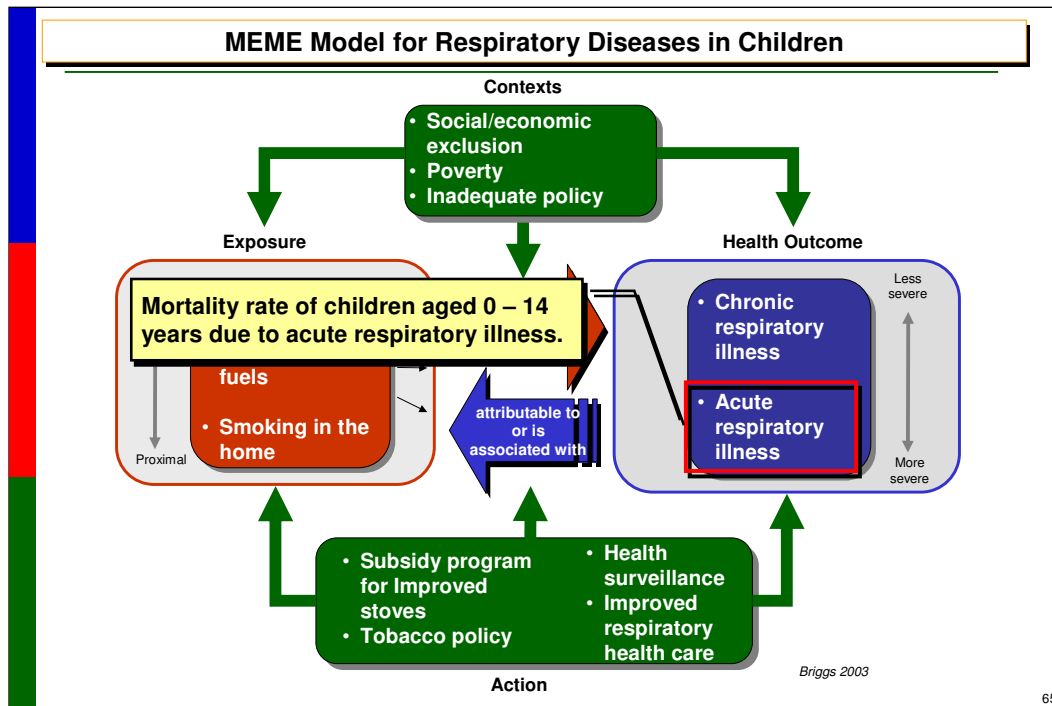 MEME Model for Respiratory Diseases in Children
Contexts
• Social/economic
exclusion
• Poverty
• Inadequate policy
Exposure
Health Outcome
Mortality rate of children aged 0 – 14
years due to acute respiratory illness.
fuels
• Smoking in the
home
Proximal
attributable to
or is
associated with
• Chronic
respiratory
illness
• Acute
respiratory
illness
Less
severe
More
severe
• Subsidy program
for Improved
stoves
• Tobacco policy
• Health
surveillance
• Improved
respiratory
health care
Action
Briggs 2003
65